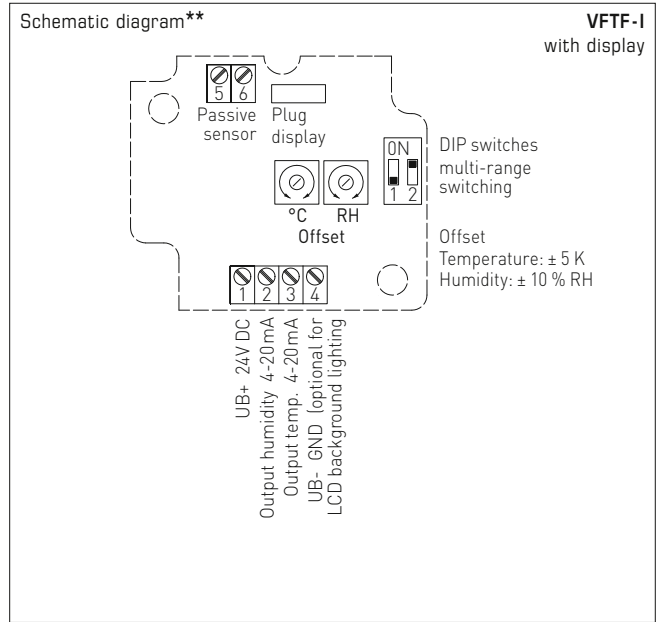 Schematic diagram**
VFTF-I
with display
5 6
Passive
sensor
Plug
display
ON
1 2
DIP switches
multi-range
switching
°C RH
Offset
Offset
Temperature: ± 5 K
Humidity: ± 10 % RH
1 2 3 4
UB+ 24V DC
Output humidity 4-20mA
Output temp. 4-20mA
UB- GND (optional for
LCD background lighting